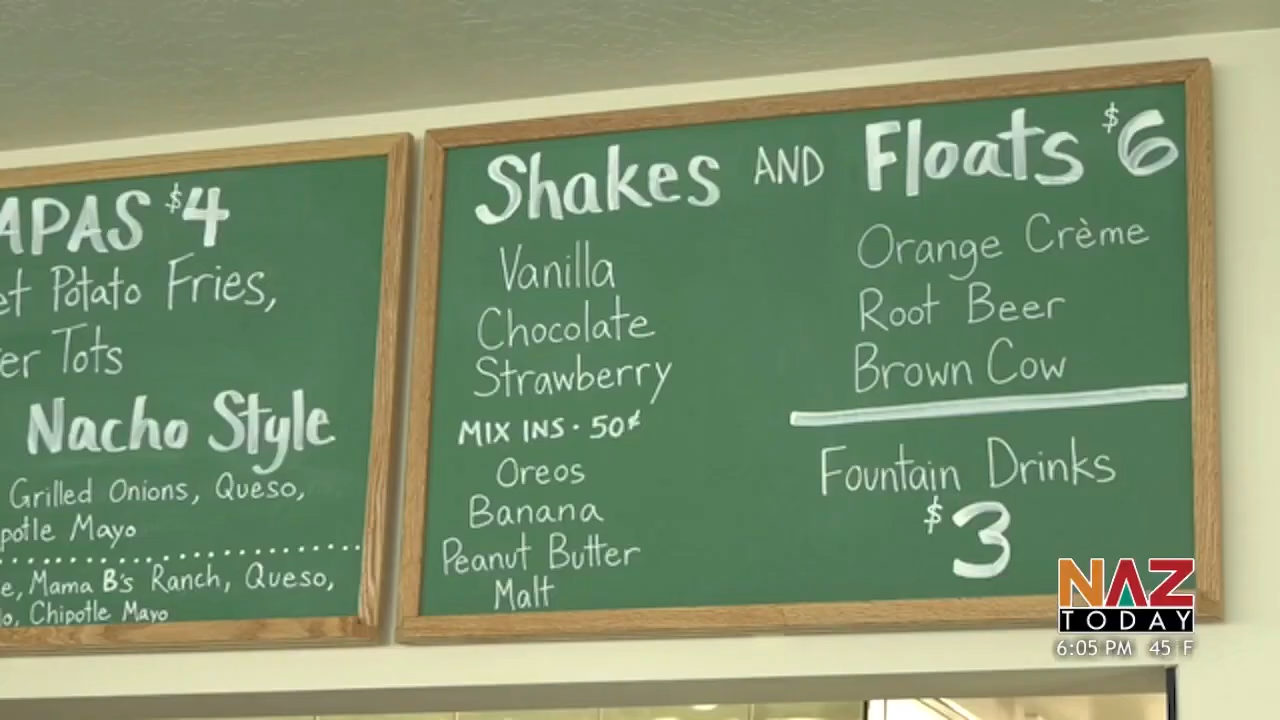 APAS $4
et Potato Fries,
er Tots
Nacho Style
Grilled Onions, Queso,
potle Mayo
e, Mama B's Ranch, Queso,
lo, Chipotle Mayo
Shakes AND Floats $6
Vanilla
Chocolate
Strawberry
MIX INS · 50¢
Oreos
Banana
Peanut Butter
Malt
Orange Crème
Root Beer
Brown Cow
Fountain Drinks
$3
NAZ
TODAY
6:05 PM 45 F